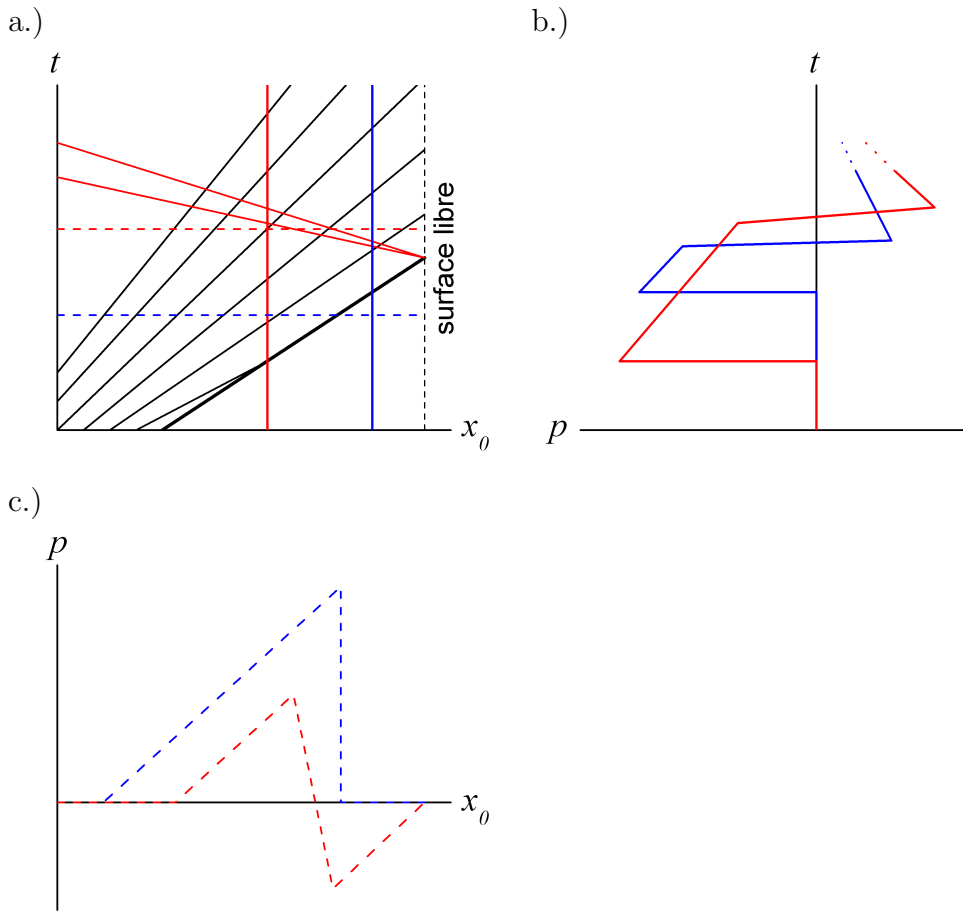 a.)
b.)
t
t
surface libre
x₀
p
c.)
p
x₀